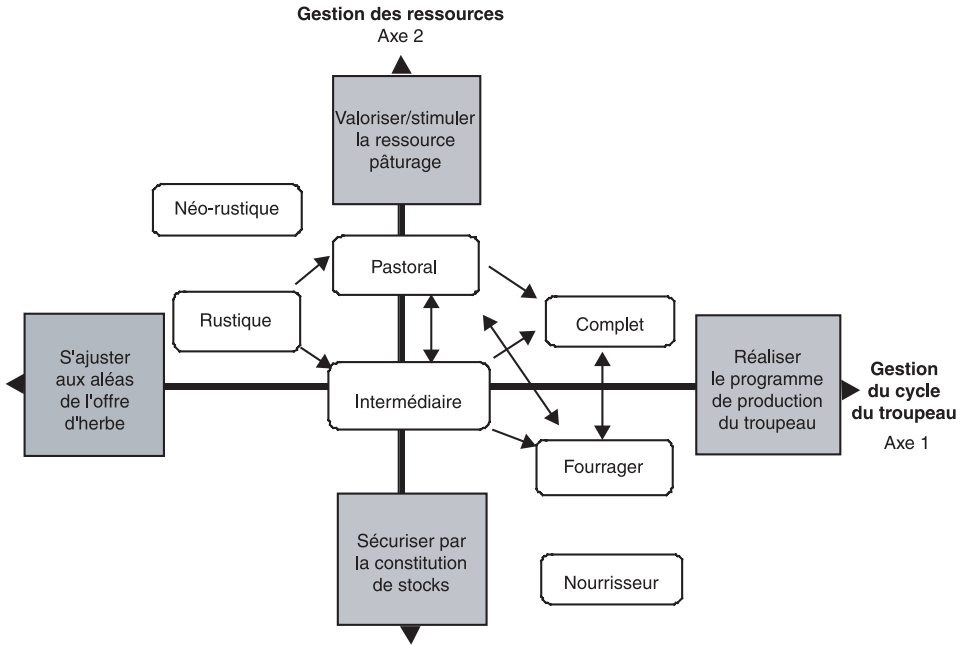 Gestion des ressources
Axe 2
Valoriser/stimuler
la ressource
pâturage
Néo-rustique
Pastoral
Rustique
Complet
S'ajuster
aux aléas
de l'offre
d'herbe
Intermédiaire
Réaliser
le programme
de production
du troupeau
Gestion
du cycle
du troupeau
Axe 1
Fourrager
Sécuriser par
la constitution
de stocks
Nourrisseur